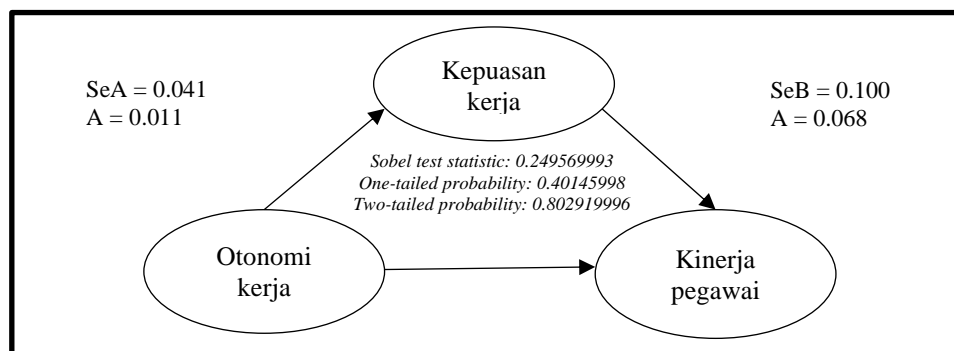 Kepuasan
kerja
SeA = 0.041
A = 0.011
SeB = 0.100
A = 0.068
Sobel test statistic: 0.249569993
One-tailed probability: 0.40145998
Two-tailed probability: 0.802919996
Otonomi
kerja
Kinerja
pegawai